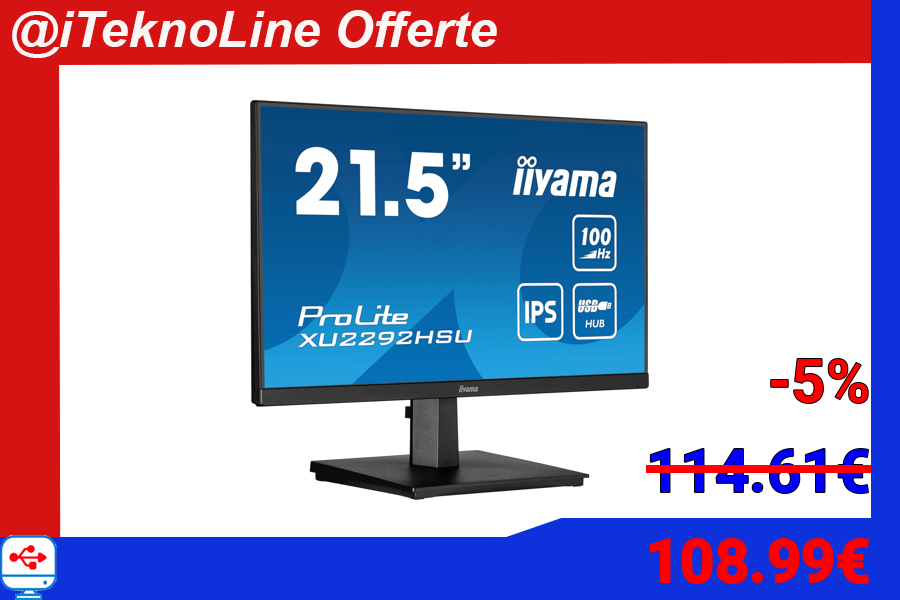 @iTeknoLine Offerte
21.5”
iiyama
100
Hz
IPS
USB
HUB
ProLite
XU2292HSU
iiyama
-5%
114.61€
108.99€